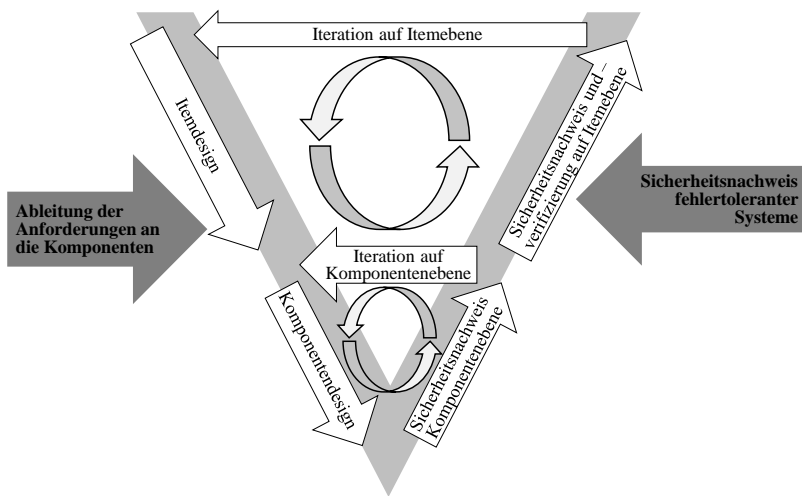 Iteration auf Itemebene
Itemdesign
Sicherheitsnachweis und –
verifizierung auf Itemebene
Ableitung der
Anforderungen an
die Komponenten
Sicherheitsnachweis
fehlertoleranter
Systeme
Iteration auf
Komponentenebene
Komponentendesign
Sicherheitsnachweis
Komponentenebene